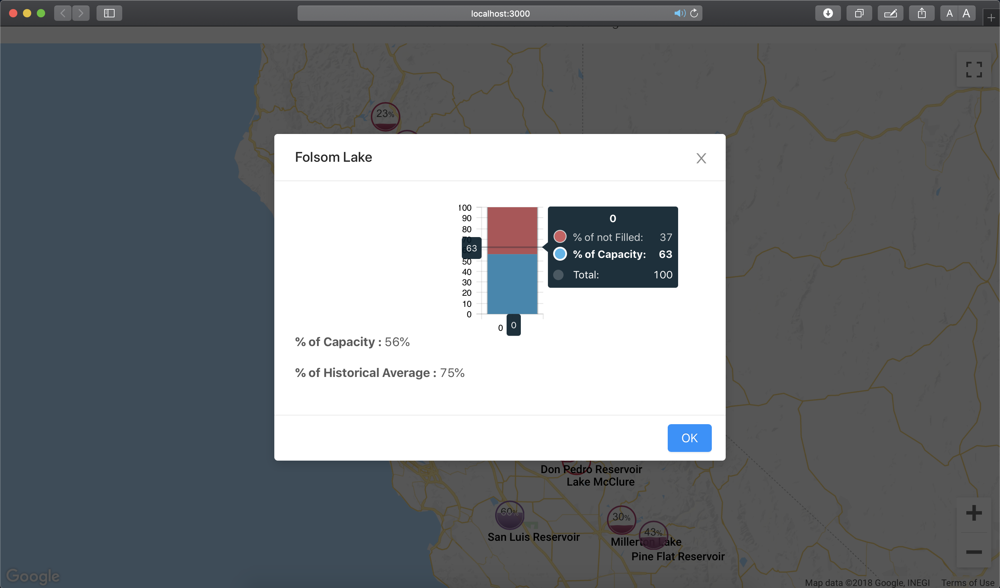 localhost:3000
A A
23%
Folsom Lake
100
90
80
70
63
50
40
30
20
10
0
0
0
0
% of not Filled: 37
% of Capacity: 63
Total: 100
% of Capacity : 56%
% of Historical Average : 75%
OK
Don Pedro Reservoir
Lake McClure
60%
San Luis Reservoir
30%
Millerton Lake
43%
Pine Flat Reservoir
Google
Map data ©2018 Google, INEGI Terms of Use